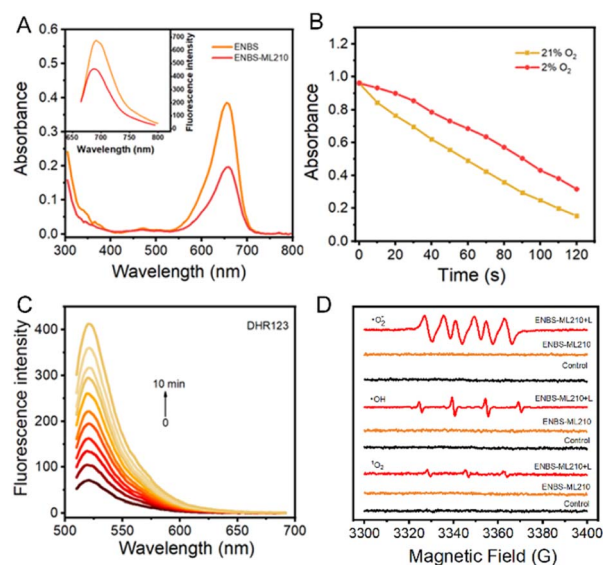 A
ENBS
ENBS-ML210
0.6
0.5
0.4
0.3
0.2
0.1
0.0
Absorbance
300 400 500 600 700 800
Wavelength (nm)
700
600
500
400
300
200
100
0
Fluorescence intensity
700 750 800
Wavelength (nm)
B
21% O₂
2% O₂
1.2
1.0
0.8
0.6
0.4
0.2
0.0
Absorbance
0 20 40 60 80 100 120
Time (s)
C
DHR123
10 min
0
400
350
300
250
200
150
100
50
0
Fluorescence intensity
500 550 600 650 700
Wavelength (nm)
D
•O₂⁻ ENBS-ML210+L
ENBS-ML210
Control
•OH ENBS-ML210+L
ENBS-ML210
Control
¹O₂ ENBS-ML210+L
ENBS-ML210
Control
3300 3320 3340 3360 3380 3400
Magnetic Field (G)